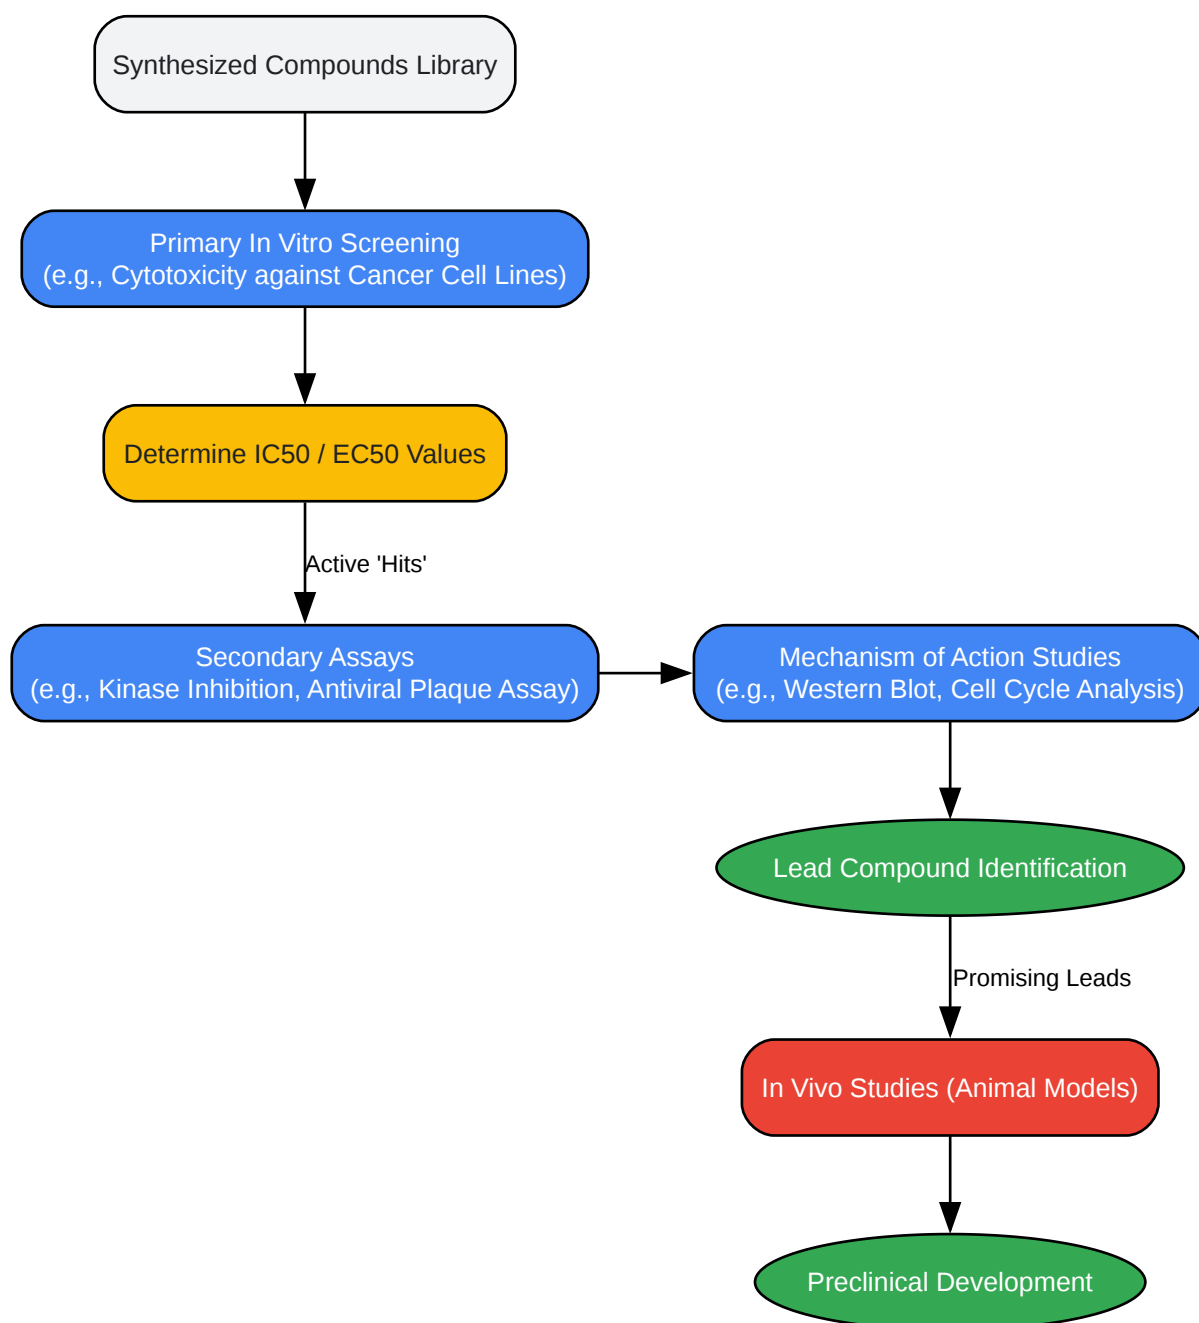 Synthesized Compounds Library
Primary In Vitro Screening
(e.g., Cytotoxicity against Cancer Cell Lines)
Determine IC50 / EC50 Values
Active 'Hits'
Secondary Assays
(e.g., Kinase Inhibition, Antiviral Plaque Assay)
Mechanism of Action Studies
(e.g., Western Blot, Cell Cycle Analysis)
Lead Compound Identification
Promising Leads
In Vivo Studies (Animal Models)
Preclinical Development